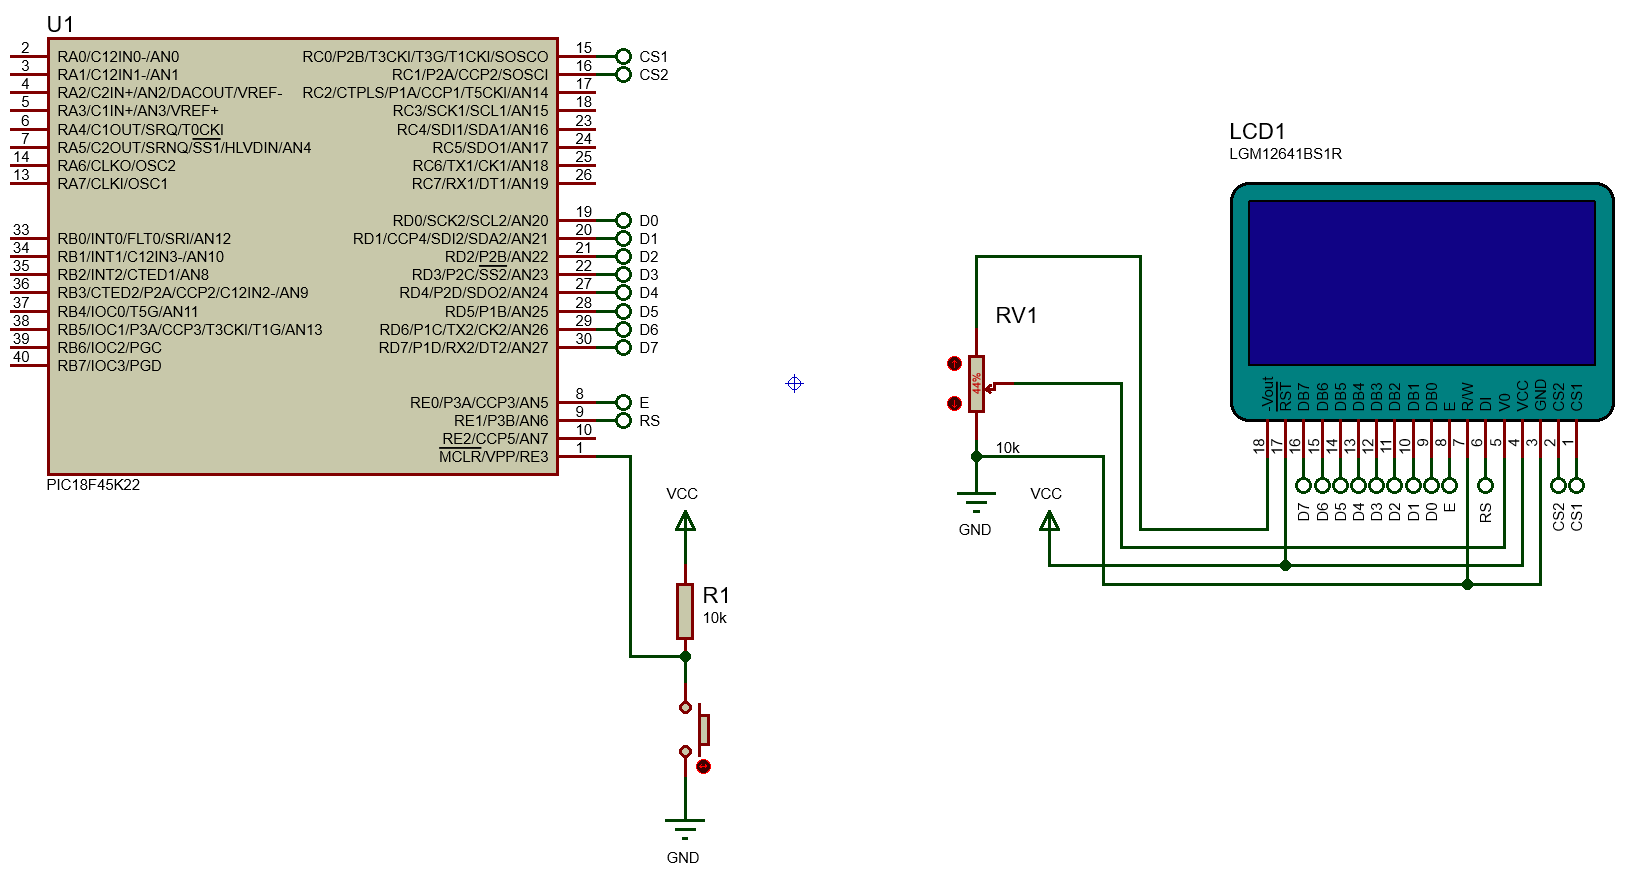 U1
2 RA0/C12IN0-/AN0
3 RA1/C12IN1-/AN1
4 RA2/C2IN+/AN2/DACOUT/VREF-
5 RA3/C1IN+/AN3/VREF+
6 RA4/C1OUT/SRQ/T0CKI
7 RA5/C2OUT/SRNQ/SS1/HLVDIN/AN4
14 RA6/CLKO/OSC2
13 RA7/CLKI/OSC1
33 RB0/INT0/FLT0/SRI/AN12
34 RB1/INT1/C12IN3-/AN10
35 RB2/INT2/CTED1/AN8
36 RB3/CTED2/P2A/CCP2/C12IN2-/AN9
37 RB4/IOC0/T5G/AN11
38 RB5/IOC1/P3A/CCP3/T3CKI/T1G/AN13
39 RB6/IOC2/PGC
40 RB7/IOC3/PGD
RC0/P2B/T3CKI/T3G/T1CKI/SOSCO 15 CS1
RC1/P2A/CCP2/SOSCI 16 CS2
RC2/CTPLS/P1A/CCP1/T5CKI/AN14 17
RC3/SCK1/SCL1/AN15 18
RC4/SDI1/SDA1/AN16 23
RC5/SDO1/AN17 24
RC6/TX1/CK1/AN18 25
RC7/RX1/DT1/AN19 26
RD0/SCK2/SCL2/AN20 19 D0
RD1/CCP4/SDI2/SDA2/AN21 20 D1
RD2/P2B/AN22 21 D2
RD3/P2C/SS2/AN23 22 D3
RD4/P2D/SDO2/AN24 27 D4
RD5/P1B/AN25 28 D5
RD6/P1C/TX2/CK2/AN26 29 D6
RD7/P1D/RX2/DT2/AN27 30 D7
RE0/P3A/CCP3/AN5 8 E
RE1/P3B/AN6 9 RS
RE2/CCP5/AN7 10
MCLR/VPP/RE3 1
PIC18F45K22
VCC
R1
10k
GND
RV1
44%
10k
GND
VCC
LCD1
LGM12641BS1R
-Vout 18
RST 17
DB7 16 D7
DB6 15 D6
DB5 14 D5
DB4 13 D4
DB3 12 D3
DB2 11 D2
DB1 10 D1
DB0 9 D0
E 8 E
R/W 7
DI 6 RS
V0 5
VCC 4
GND 3
CS2 2 CS2
CS1 1 CS1